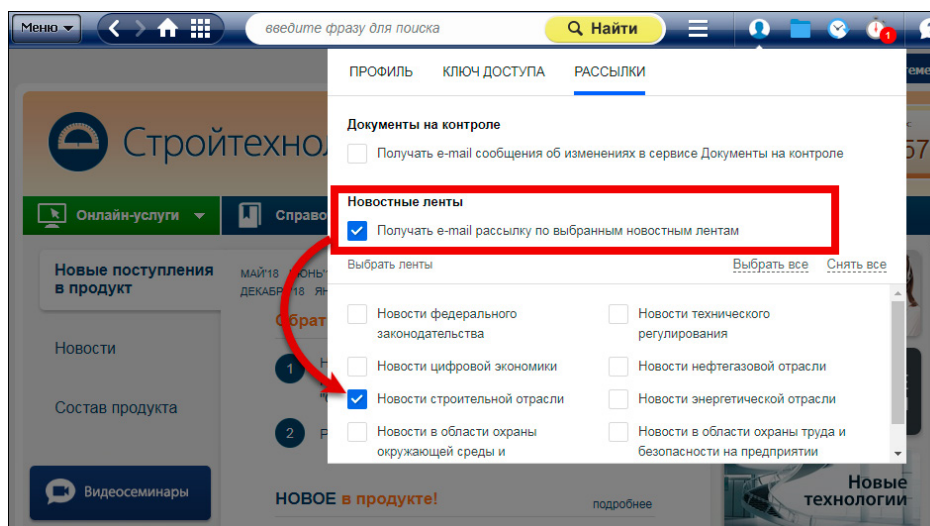 Меню
введите фразу для поиска
Найти
1
ПРОФИЛЬ КЛЮЧ ДОСТУПА РАССЫЛКИ
Документы на контроле
Получать e-mail сообщения об изменениях в сервисе Документы на контроле
57
Новостные ленты
Получать e-mail рассылку по выбранным новостным лентам
Выбрать ленты Выбрать все Снять все
Новости федерального
законодательства
Новости технического
регулирования
Новости цифровой экономики
Новости нефтегазовой отрасли
Новости строительной отрасли
Новости энергетической отрасли
Новости в области охраны
окружающей среды и
Новости в области охраны труда и
безопасности на предприятии
Онлайн-услуги
Новые поступления
в продукт
МАЙ'18
ДЕКАБРЬ'18
Новости
1
Состав продукта
2
Видеосеминары
НОВОЕ в продукте!
подробнее
Новые
технологии